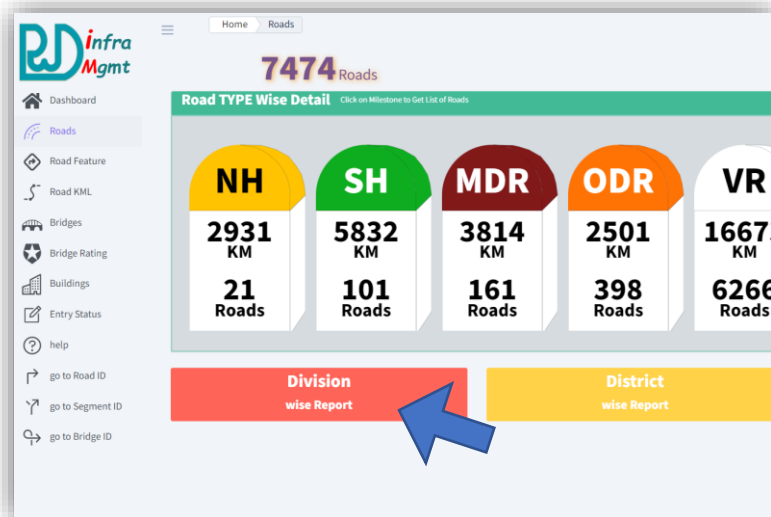 PWD infra
Mgmt
Home Roads
7474 Roads
Road TYPE Wise Detail Click on Milestone to Get List of Roads
Dashboard
Roads
Road Feature
Road KML
Bridges
Bridge Rating
Buildings
Entry Status
help
go to Road ID
go to Segment ID
go to Bridge ID
NH SH MDR ODR VR
2931 5832 3814 2501
KM KM KM KM KM
21 101 161 398 6266
Roads Roads Roads Roads Roads
Division District
wise Report wise Report